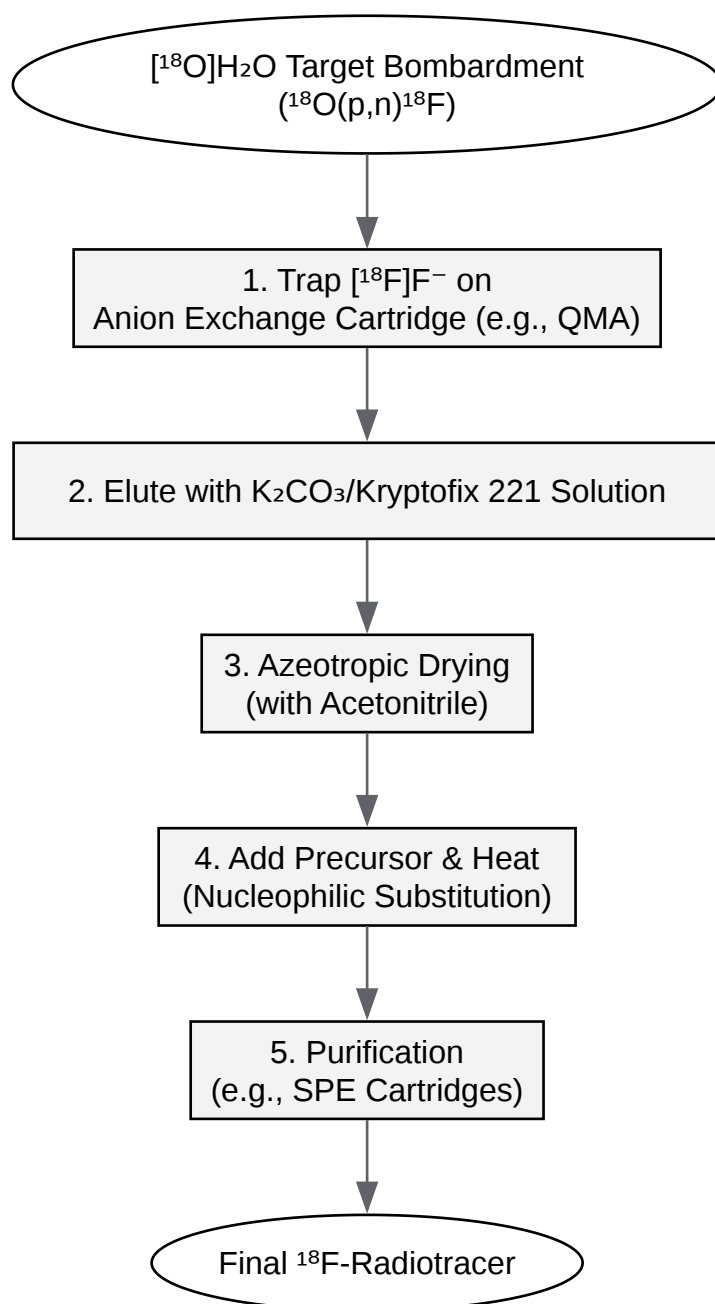 [¹⁸O]H₂O Target Bombardment
(¹⁸O(p,n)¹⁸F)
1. Trap [¹⁸F]F⁻ on
Anion Exchange Cartridge (e.g., QMA)
2. Elute with K₂CO₃/Kryptofix 221 Solution
3. Azeotropic Drying
(with Acetonitrile)
4. Add Precursor & Heat
(Nucleophilic Substitution)
5. Purification
(e.g., SPE Cartridges)
Final ¹⁸F-Radiotracer